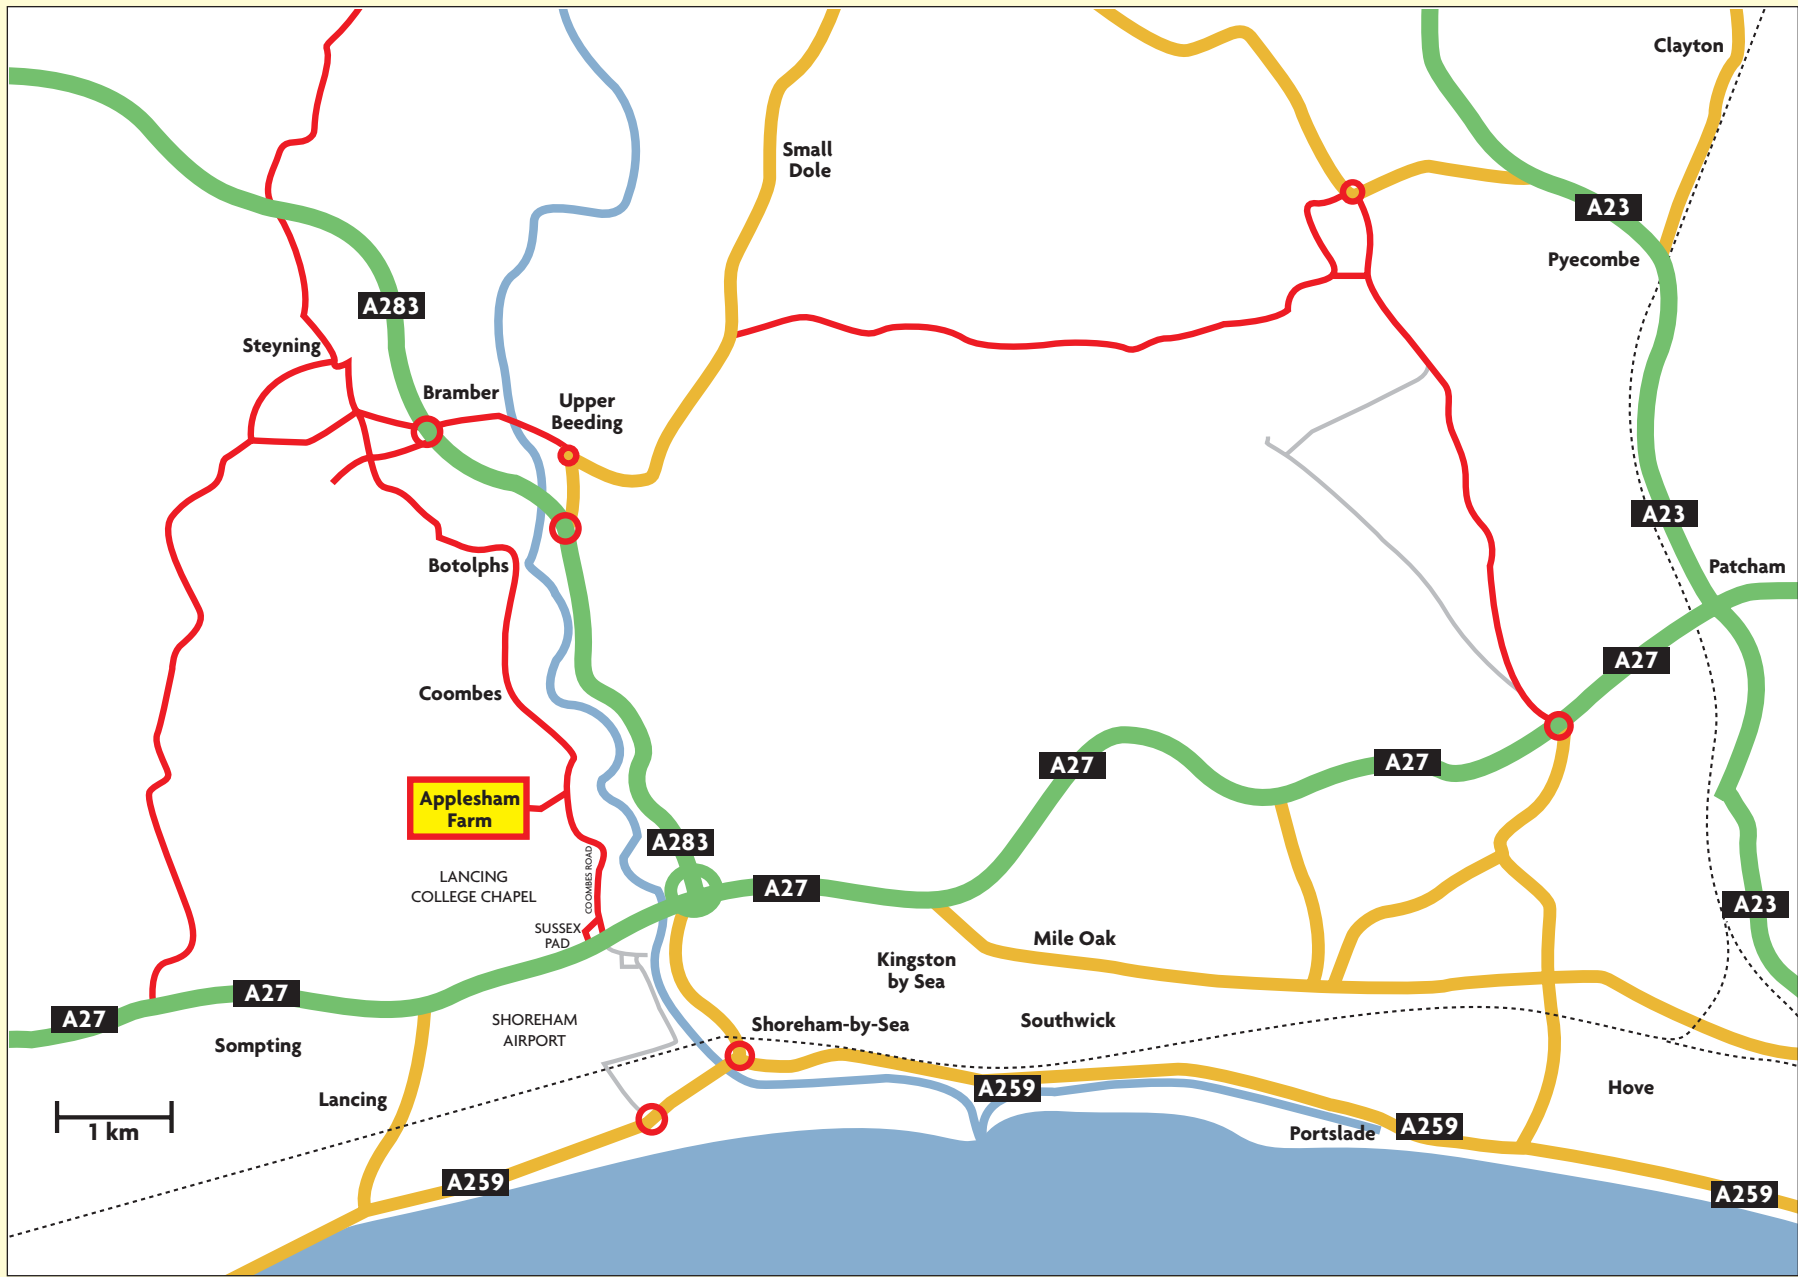 Clayton
Small
Dole
A23
Pyecombe
A283
Steyning
Bramber
Upper
Beeding
A23
Botolphs
Patcham
A27
Coombes
A27
A27
Applesham
Farm
A283
COOMBES ROAD
LANCING
COLLEGE CHAPEL
A27
A23
SUSSEX
PAD
Mile Oak
Kingston
by Sea
A27
A27
SHOREHAM
AIRPORT
Shoreham-by-Sea
Southwick
Sompting
Lancing
A259
Hove
1 km
Portslade
A259
A259
A259